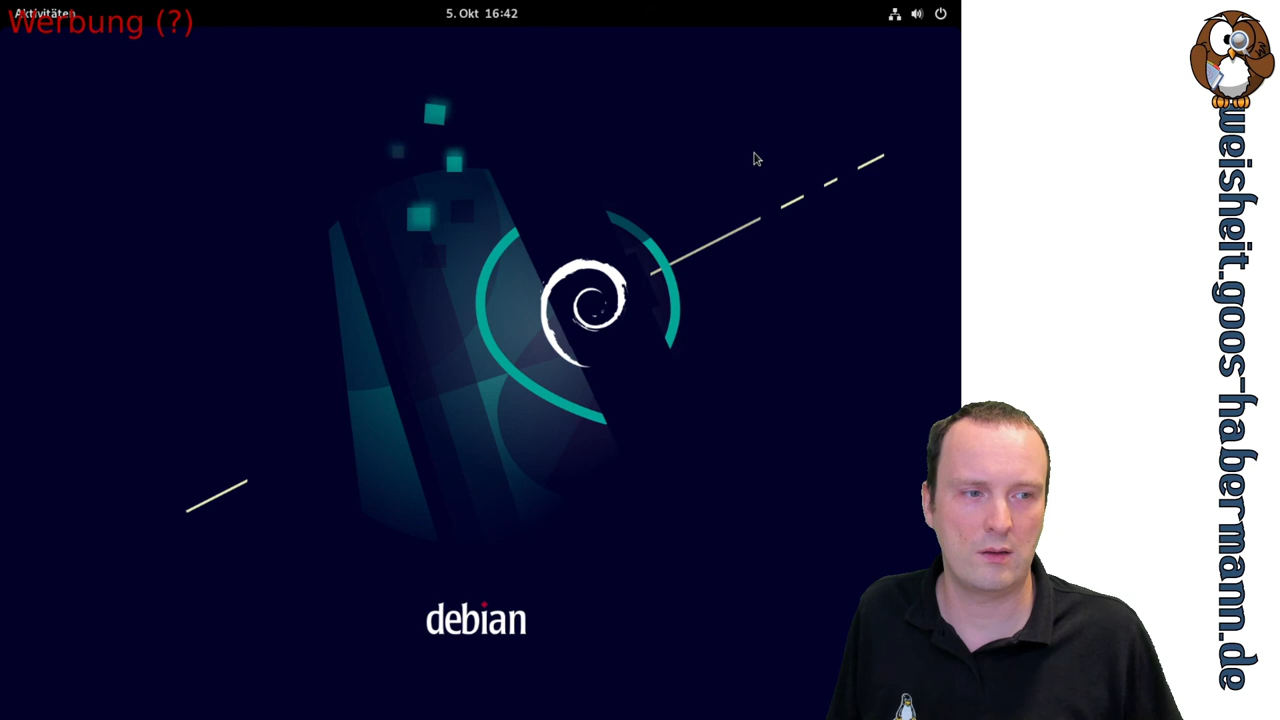 Aktivitäten
5. Okt 16:42
Werbung (?)
debian
weisheit.goos-habermann.de